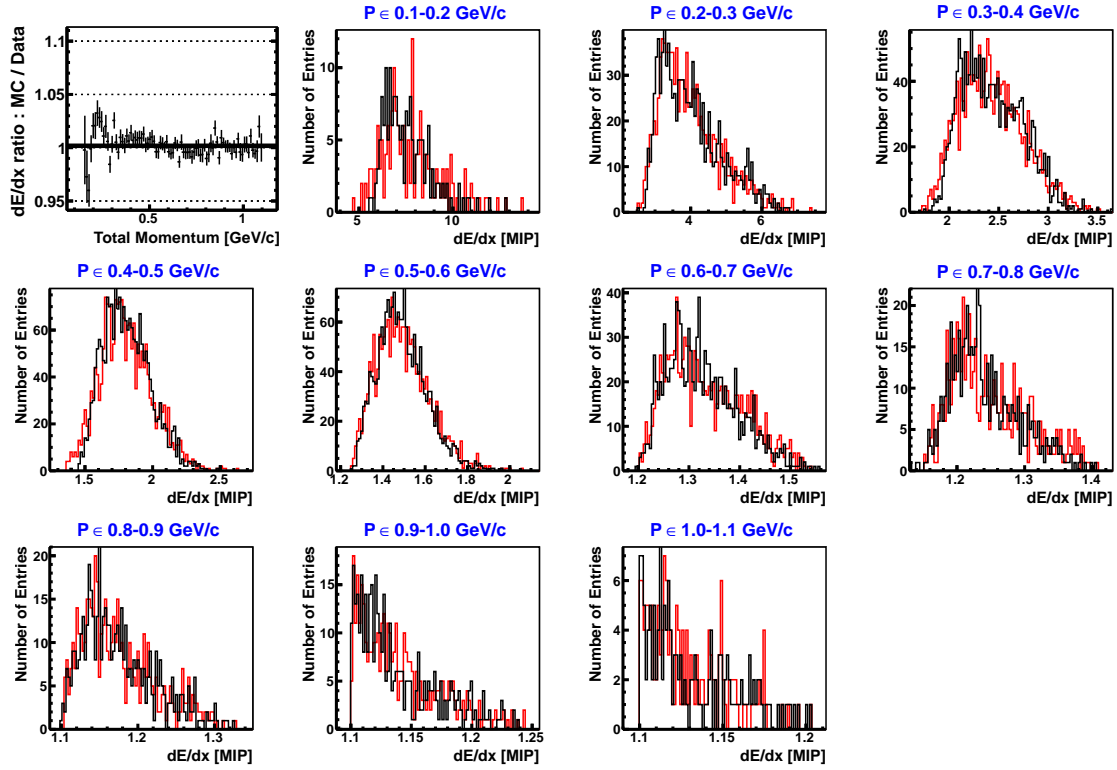 P ∈ 0.1-0.2 GeV/c
P ∈ 0.2-0.3 GeV/c
P ∈ 0.3-0.4 GeV/c
dE/dx ratio : MC / Data
1.1
1.05
1
0.95
0.5
1
Total Momentum [GeV/c]
Number of Entries
12
10
8
6
4
2
0
5
10
dE/dx [MIP]
Number of Entries
30
20
10
0
4
6
dE/dx [MIP]
Number of Entries
40
20
0
2
2.5
3
3.5
dE/dx [MIP]
P ∈ 0.4-0.5 GeV/c
P ∈ 0.5-0.6 GeV/c
P ∈ 0.6-0.7 GeV/c
P ∈ 0.7-0.8 GeV/c
Number of Entries
60
40
20
0
1.5
2
2.5
dE/dx [MIP]
Number of Entries
60
40
20
0
1.2
1.4
1.6
1.8
2
dE/dx [MIP]
Number of Entries
40
30
20
10
0
1.2
1.3
1.4
1.5
dE/dx [MIP]
Number of Entries
20
15
10
5
0
1.2
1.3
1.4
dE/dx [MIP]
P ∈ 0.8-0.9 GeV/c
P ∈ 0.9-1.0 GeV/c
P ∈ 1.0-1.1 GeV/c
Number of Entries
20
15
10
5
0
1.1
1.2
1.3
dE/dx [MIP]
Number of Entries
15
10
5
0
1.1
1.15
1.2
1.25
dE/dx [MIP]
Number of Entries
6
4
2
0
1.1
1.15
1.2
dE/dx [MIP]